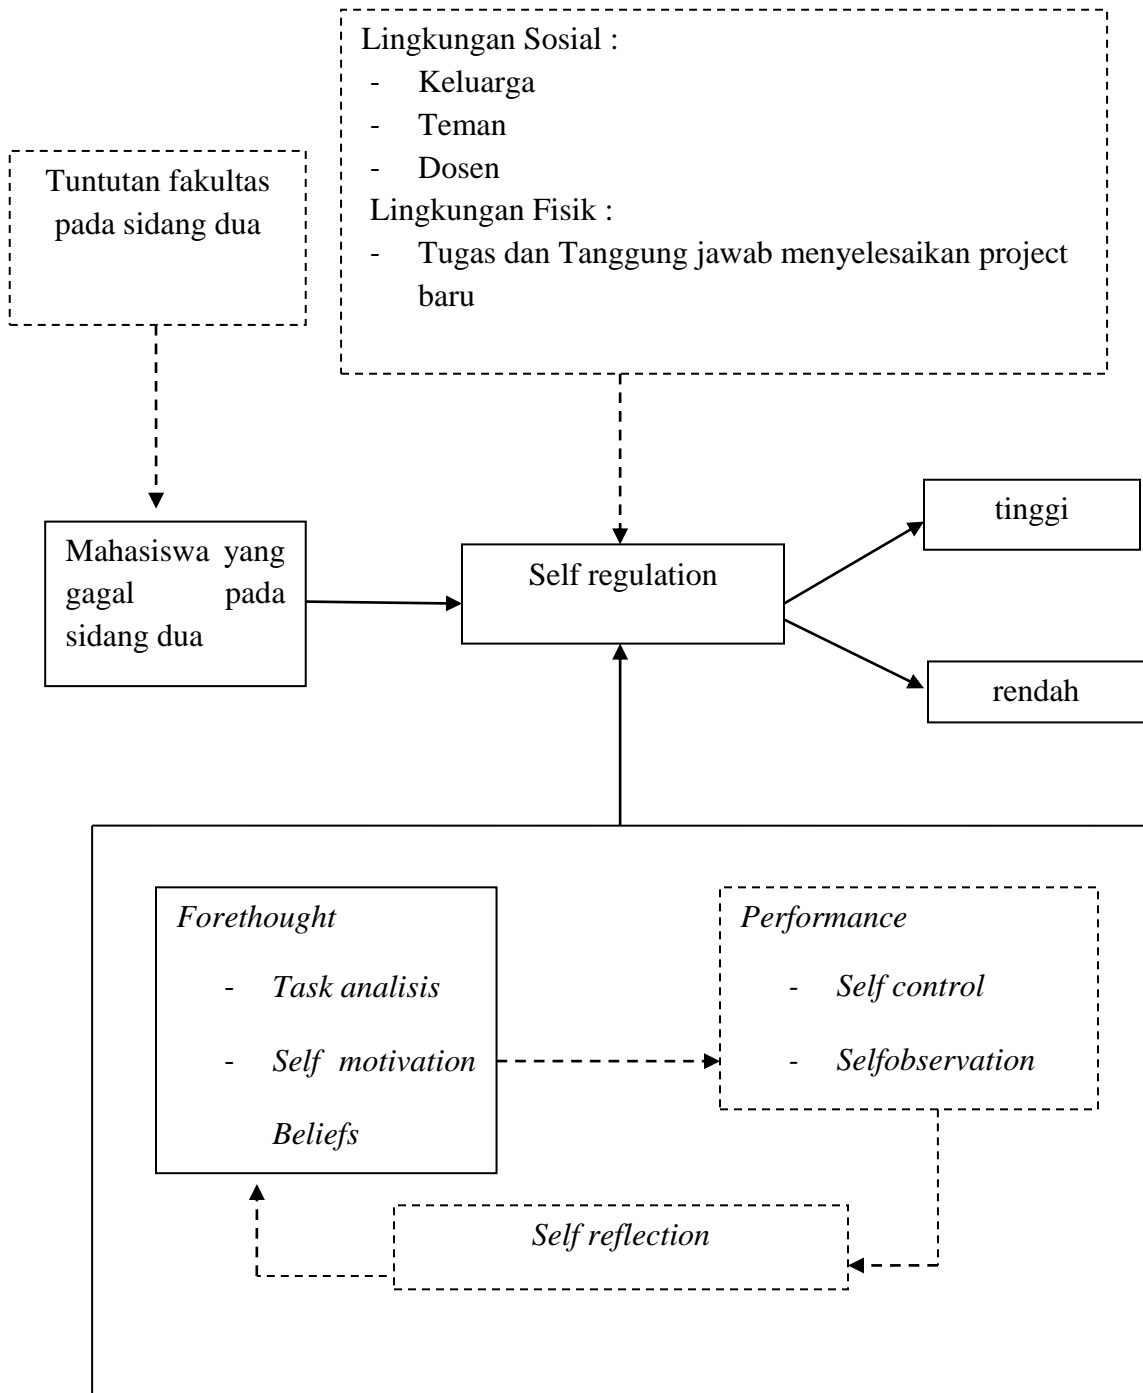 Lingkungan Sosial :
- Keluarga
- Teman
- Dosen
Lingkungan Fisik :
- Tugas dan Tanggung jawab menyelesaikan project
baru
Tuntutan fakultas
pada sidang dua
Mahasiswa yang
gagal pada
sidang dua
Self regulation
tinggi
rendah
Forethought
- Task analisis
- Self motivation
Beliefs
Performance
- Self control
- Selfobservation
Self reflection